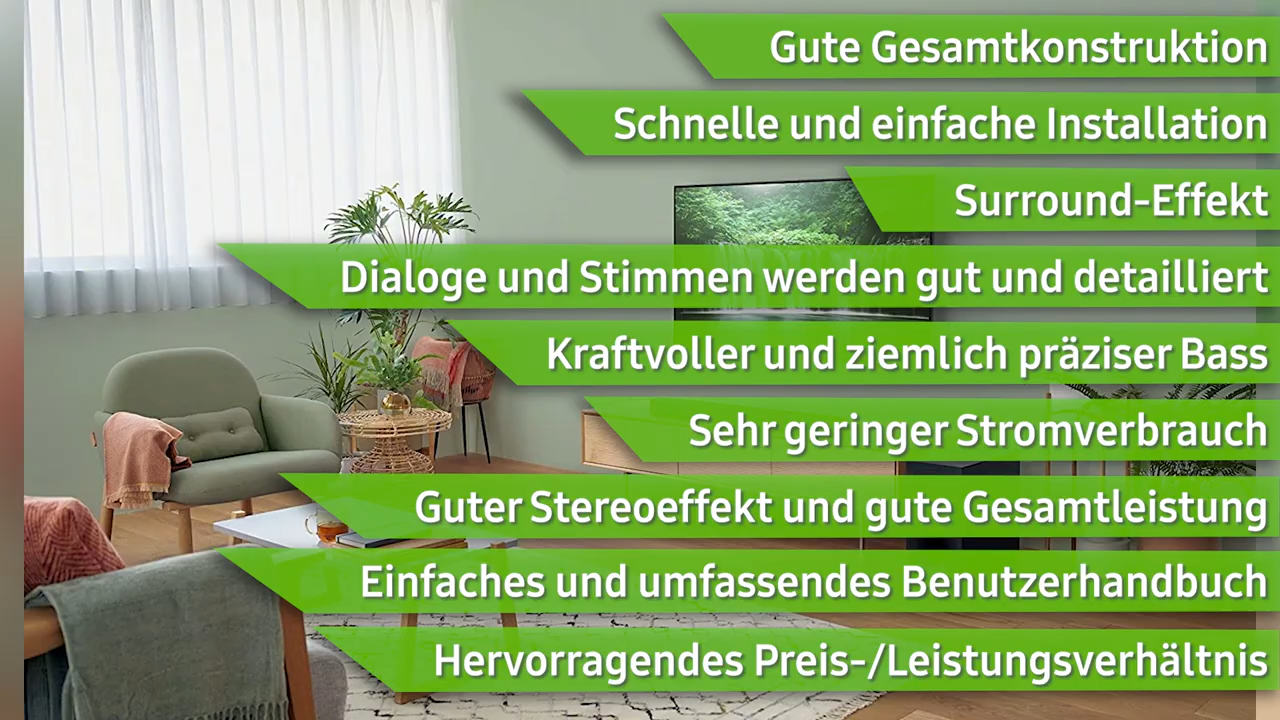 Gute Gesamtkonstruktion
Schnelle und einfache Installation
Surround-Effekt
Dialoge und Stimmen werden gut und detailliert
Kraftvoller und ziemlich präziser Bass
Sehr geringer Stromverbrauch
Guter Stereoeffekt und gute Gesamtleistung
Einfaches und umfassendes Benutzerhandbuch
Hervorragendes Preis-/Leistungsverhältnis